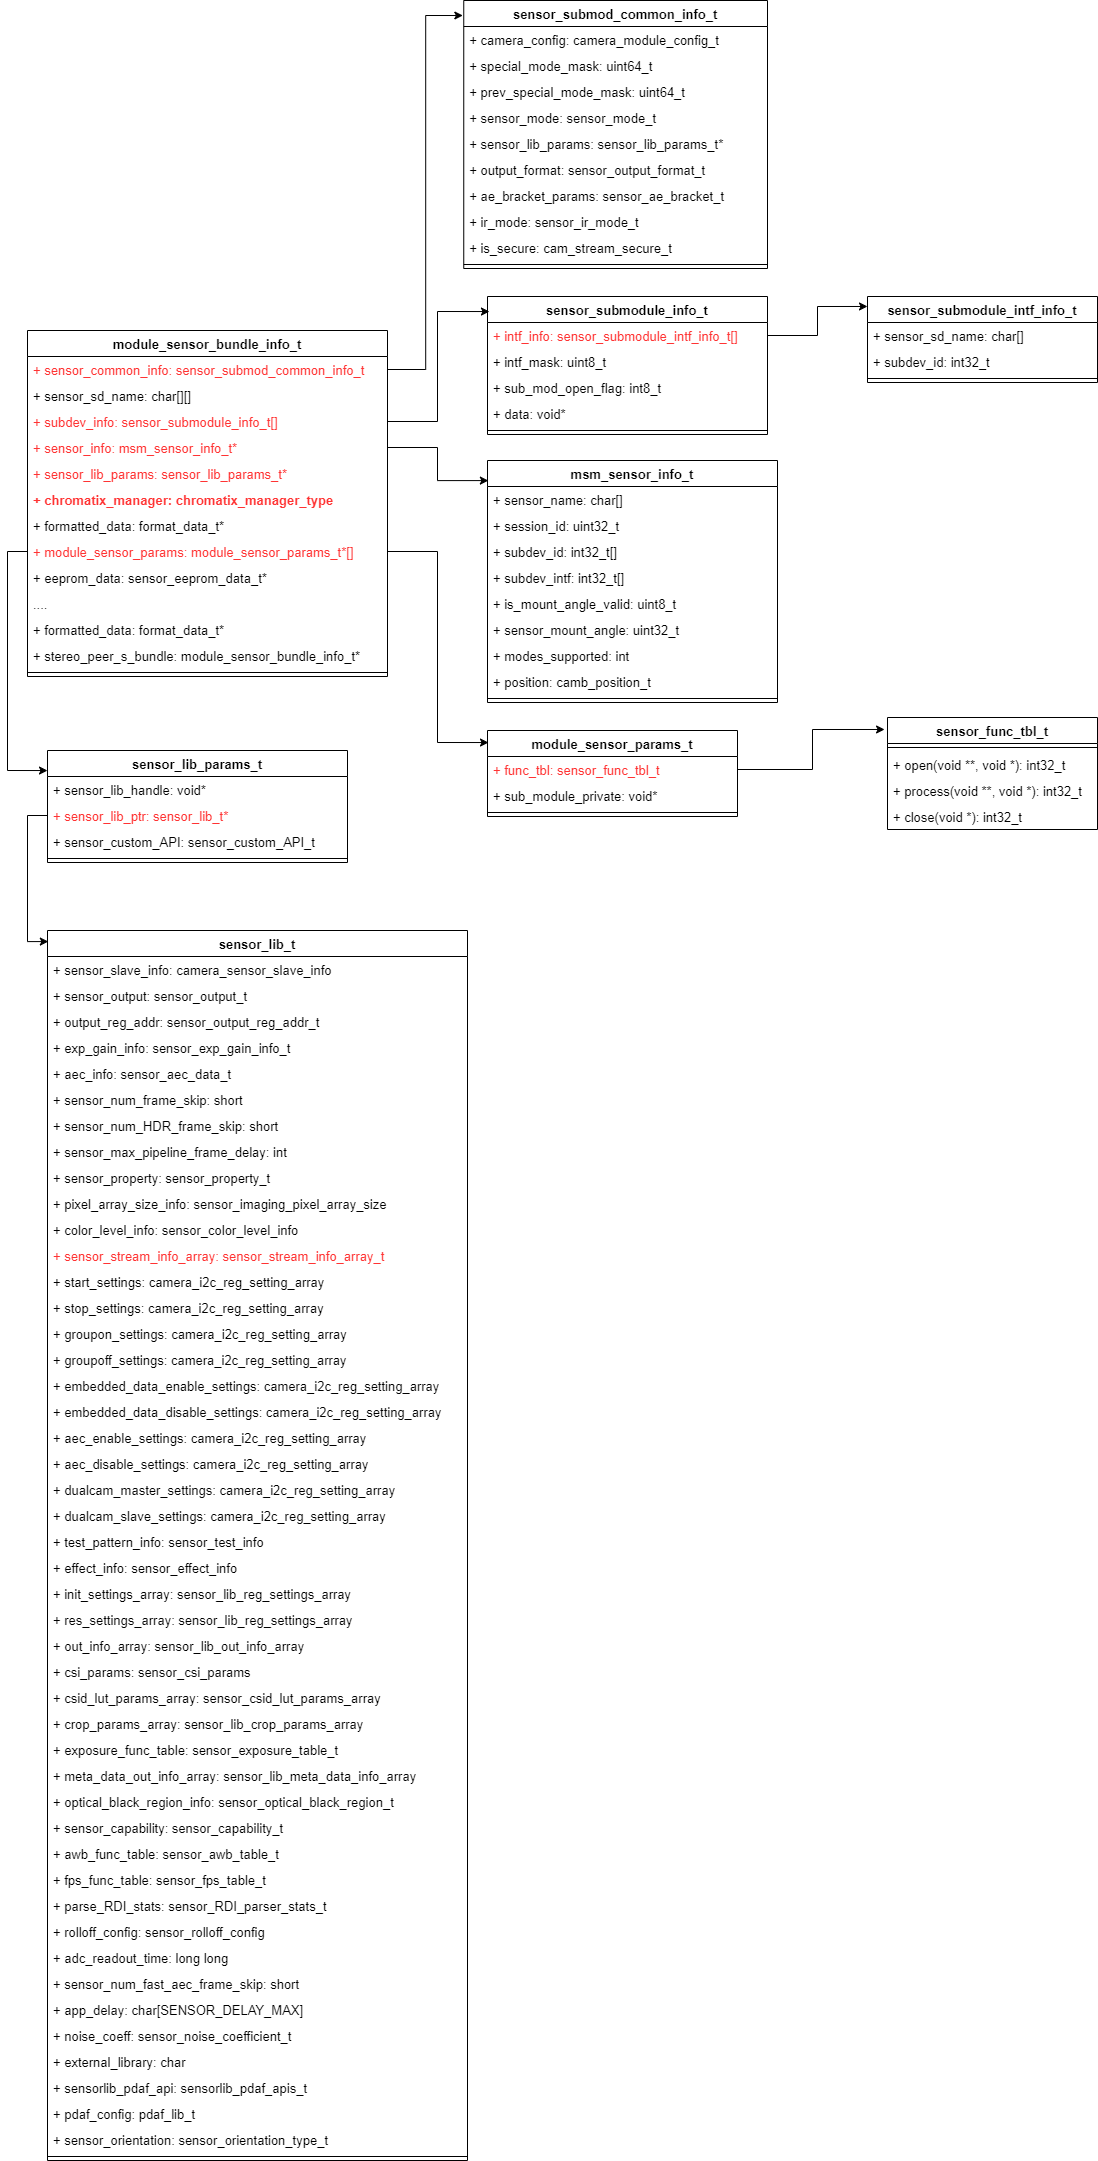 sensor_submod_common_info_t
+ camera_config: camera_module_config_t
+ special_mode_mask: uint64_t
+ prev_special_mode_mask: uint64_t
+ sensor_mode: sensor_mode_t
+ sensor_lib_params: sensor_lib_params_t*
+ output_format: sensor_output_format_t
+ ae_bracket_params: sensor_ae_bracket_t
+ ir_mode: sensor_ir_mode_t
+ is_secure: cam_stream_secure_t
module_sensor_bundle_info_t
+ sensor_common_info: sensor_submod_common_info_t
+ sensor_sd_name: char[][]
+ subdev_info: sensor_submodule_info_t[]
+ sensor_info: msm_sensor_info_t*
+ sensor_lib_params: sensor_lib_params_t*
+ chromatix_manager: chromatix_manager_type
+ formatted_data: format_data_t*
+ module_sensor_params: module_sensor_params_t*[]
+ eeprom_data: sensor_eeprom_data_t*
....
+ formatted_data: format_data_t*
+ stereo_peer_s_bundle: module_sensor_bundle_info_t*
sensor_submodule_info_t
+ intf_info: sensor_submodule_intf_info_t[]
+ intf_mask: uint8_t
+ sub_mod_open_flag: int8_t
+ data: void*
sensor_submodule_intf_info_t
+ sensor_sd_name: char[]
+ subdev_id: int32_t
msm_sensor_info_t
+ sensor_name: char[]
+ session_id: uint32_t
+ subdev_id: int32_t[]
+ subdev_intf: int32_t[]
+ is_mount_angle_valid: uint8_t
+ sensor_mount_angle: uint32_t
+ modes_supported: int
+ position: camb_position_t
module_sensor_params_t
+ func_tbl: sensor_func_tbl_t
+ sub_module_private: void*
sensor_func_tbl_t
+ open(void **, void *): int32_t
+ process(void **, void *): int32_t
+ close(void *): int32_t
sensor_lib_params_t
+ sensor_lib_handle: void*
+ sensor_lib_ptr: sensor_lib_t*
+ sensor_custom_API: sensor_custom_API_t
sensor_lib_t
+ sensor_slave_info: camera_sensor_slave_info
+ sensor_output: sensor_output_t
+ output_reg_addr: sensor_output_reg_addr_t
+ exp_gain_info: sensor_exp_gain_info_t
+ aec_info: sensor_aec_data_t
+ sensor_num_frame_skip: short
+ sensor_num_HDR_frame_skip: short
+ sensor_max_pipeline_frame_delay: int
+ sensor_property: sensor_property_t
+ pixel_array_size_info: sensor_imaging_pixel_array_size
+ color_level_info: sensor_color_level_info
+ sensor_stream_info_array: sensor_stream_info_array_t
+ start_settings: camera_i2c_reg_setting_array
+ stop_settings: camera_i2c_reg_setting_array
+ groupon_settings: camera_i2c_reg_setting_array
+ groupoff_settings: camera_i2c_reg_setting_array
+ embedded_data_enable_settings: camera_i2c_reg_setting_array
+ embedded_data_disable_settings: camera_i2c_reg_setting_array
+ aec_enable_settings: camera_i2c_reg_setting_array
+ aec_disable_settings: camera_i2c_reg_setting_array
+ dualcam_master_settings: camera_i2c_reg_setting_array
+ dualcam_slave_settings: camera_i2c_reg_setting_array
+ test_pattern_info: sensor_test_info
+ effect_info: sensor_effect_info
+ init_settings_array: sensor_lib_reg_settings_array
+ res_settings_array: sensor_lib_reg_settings_array
+ out_info_array: sensor_lib_out_info_array
+ csi_params: sensor_csi_params
+ csid_lut_params_array: sensor_csid_lut_params_array
+ crop_params_array: sensor_lib_crop_params_array
+ exposure_func_table: sensor_exposure_table_t
+ meta_data_out_info_array: sensor_lib_meta_data_info_array
+ optical_black_region_info: sensor_optical_black_region_t
+ sensor_capability: sensor_capability_t
+ awb_func_table: sensor_awb_table_t
+ fps_func_table: sensor_fps_table_t
+ parse_RDI_stats: sensor_RDI_parser_stats_t
+ rolloff_config: sensor_rolloff_config
+ adc_readout_time: long long
+ sensor_num_fast_aec_frame_skip: short
+ app_delay: char[SENSOR_DELAY_MAX]
+ noise_coeff: sensor_noise_coefficient_t
+ external_library: char
+ sensorlib_pdaf_api: sensorlib_pdaf_apis_t
+ pdaf_config: pdaf_lib_t
+ sensor_orientation: sensor_orientation_type_t